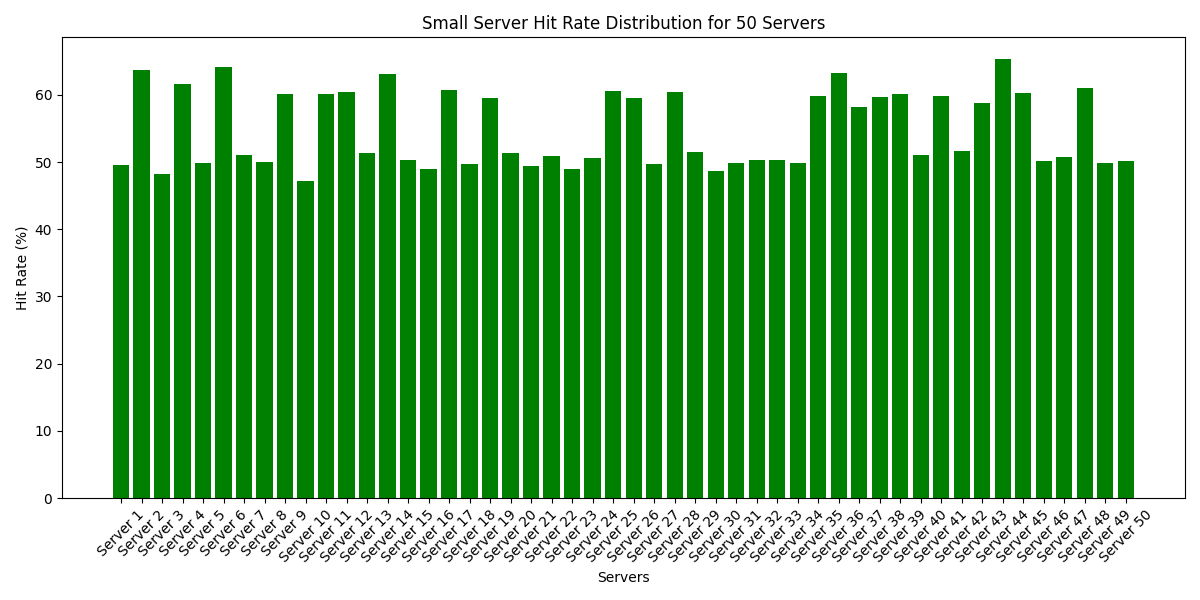 Small Server Hit Rate Distribution for 50 Servers
Hit Rate (%)
60
50
40
30
20
10
0
Server 1
Server 2
Server 3
Server 4
Server 5
Server 6
Server 7
Server 8
Server 9
Server 10
Server 11
Server 12
Server 13
Server 14
Server 15
Server 16
Server 17
Server 18
Server 19
Server 20
Server 21
Server 22
Server 23
Server 24
Server 25
Server 26
Server 27
Server 28
Server 29
Server 30
Server 31
Server 32
Server 33
Server 34
Server 35
Server 36
Server 37
Server 38
Server 39
Server 40
Server 41
Server 42
Server 43
Server 44
Server 45
Server 46
Server 47
Server 48
Server 49
Server 50
Servers